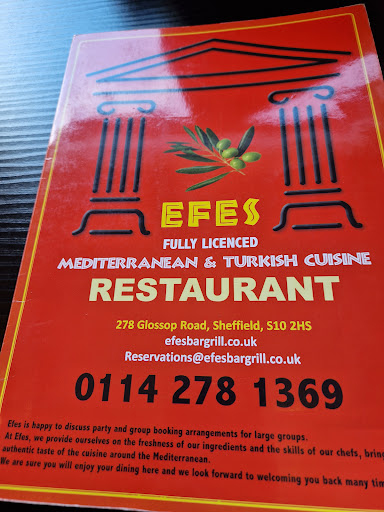 EFES
FULLY LICENCED
MEDITERRANEAN & TURKISH CUISINE
RESTAURANT
278 Glossop Road, Sheffield, S10 2HS
efesbargrill.co.uk
Reservations@efesbargrill.co.uk
0114 278 1369
Efes is happy to discuss party and group booking arrangements for large groups.
At Efes, we provide ourselves on the freshness of our ingredients and the skills of our chefs, bring
authentic taste of the cuisine around the Mediterranean.
We are sure you will enjoy your dining here and we look forward to welcoming you back many tim